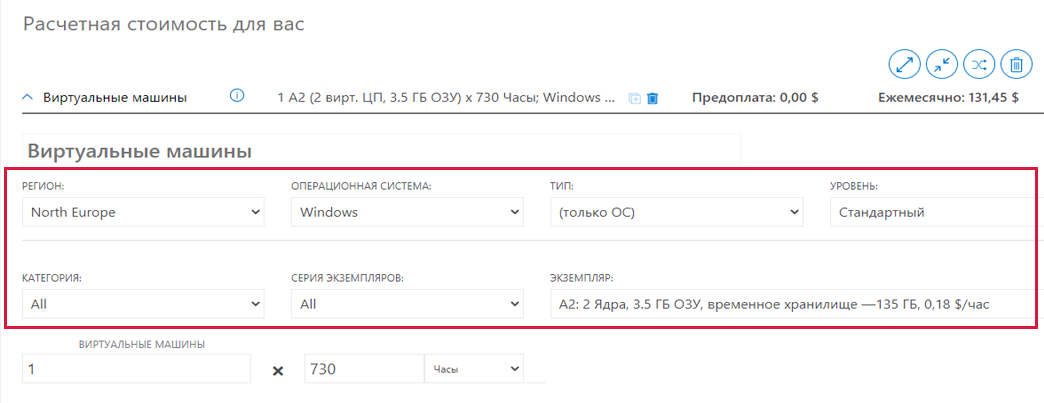 Расчетная стоимость для вас
Виртуальные машины 1 A2 (2 вирт. ЦП, 3.5 ГБ ОЗУ) x 730 Часы; Windows ... Предоплата: 0,00 $ Ежемесячно: 131,45 $
Виртуальные машины
РЕГИОН: ОПЕРАЦИОННАЯ СИСТЕМА: ТИП: УРОВЕНЬ:
North Europe Windows (только ОС) Стандартный
КАТЕГОРИЯ: СЕРИЯ ЭКЗЕМПЛЯРОВ: ЭКЗЕМПЛЯР:
All All A2: 2 Ядра, 3.5 ГБ ОЗУ, временное хранилище —135 ГБ, 0,18 $/час
ВИРТУАЛЬНЫЕ МАШИНЫ
1 × 730 Часы